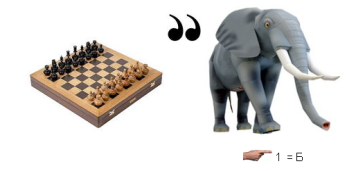 ❟❟
1 = Б